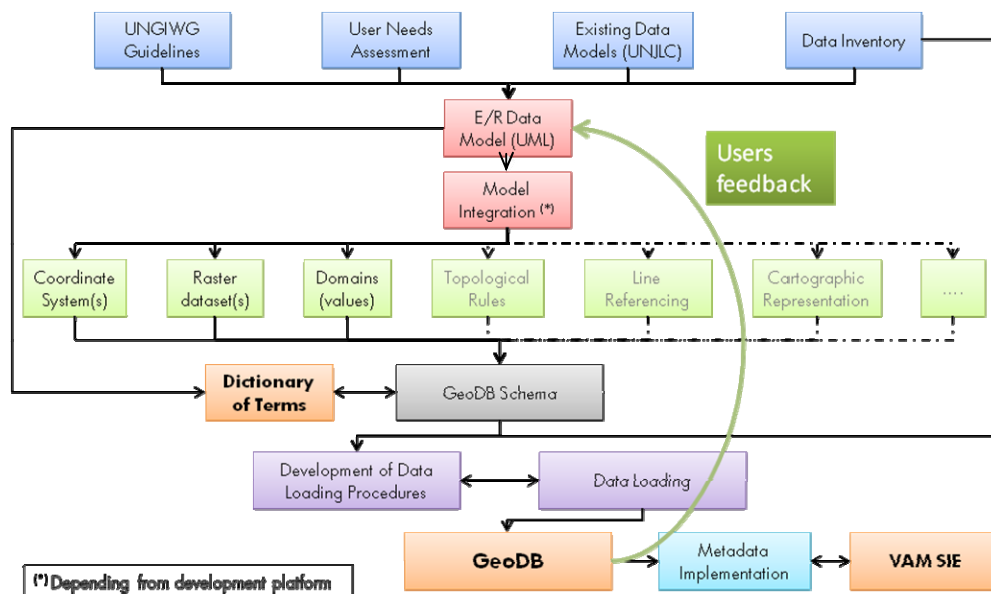 UNGIWG
Guidelines
User Needs
Assessment
Existing Data
Models (UNJLC)
Data Inventory
E/R Data
Model (UML)
Users
feedback
Model
Integration (*)
Coordinate
System(s)
Raster
dataset(s)
Domains
(values)
Topological
Rules
Line
Referencing
Cartographic
Representation
....
Dictionary
of Terms
GeoDB Schema
Development of Data
Loading Procedures
Data Loading
GeoDB
Metadata
Implementation
VAM SIE
(*) Depending from development platform